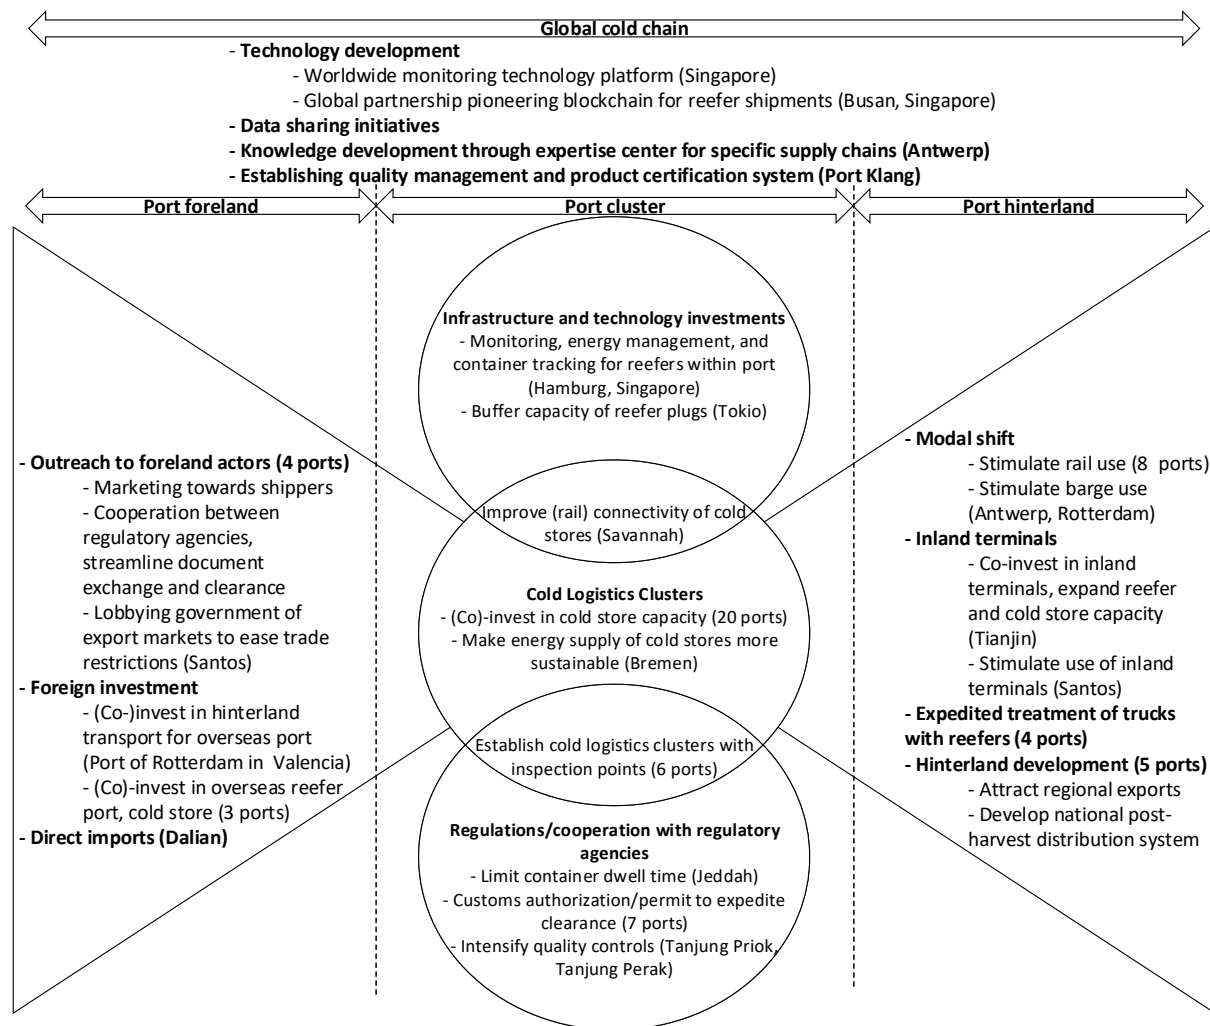 Global cold chain
- Technology development
- Worldwide monitoring technology platform (Singapore)
- Global partnership pioneering blockchain for reefer shipments (Busan, Singapore)
- Data sharing initiatives
- Knowledge development through expertise center for specific supply chains (Antwerp)
- Establishing quality management and product certification system (Port Klang)
Port foreland
Port cluster
Port hinterland
- Outreach to foreland actors (4 ports)
- Marketing towards shippers
- Cooperation between
regulatory agencies,
streamline document
exchange and clearance
- Lobbying government of
export markets to ease trade
restrictions (Santos)
- Foreign investment
- (Co-)invest in hinterland
transport for overseas port
(Port of Rotterdam in Valencia)
- (Co)-invest in overseas reefer
port, cold store (3 ports)
- Direct imports (Dalian)
Infrastructure and technology investments
- Monitoring, energy management, and
container tracking for reefers within port
(Hamburg, Singapore)
- Buffer capacity of reefer plugs (Tokio)
Improve (rail) connectivity of cold
stores (Savannah)
Cold Logistics Clusters
- (Co)-invest in cold store capacity (20 ports)
- Make energy supply of cold stores more
sustainable (Bremen)
Establish cold logistics clusters with
inspection points (6 ports)
Regulations/cooperation with regulatory
agencies
- Limit container dwell time (Jeddah)
- Customs authorization/permit to expedite
clearance (7 ports)
- Intensify quality controls (Tanjung Priok,
Tanjung Perak)
- Modal shift
- Stimulate rail use (8 ports)
- Stimulate barge use
(Antwerp, Rotterdam)
- Inland terminals
- Co-invest in inland
terminals, expand reefer
and cold store capacity
(Tianjin)
- Stimulate use of inland
terminals (Santos)
- Expedited treatment of trucks
with reefers (4 ports)
- Hinterland development (5 ports)
- Attract regional exports
- Develop national post-
harvest distribution system